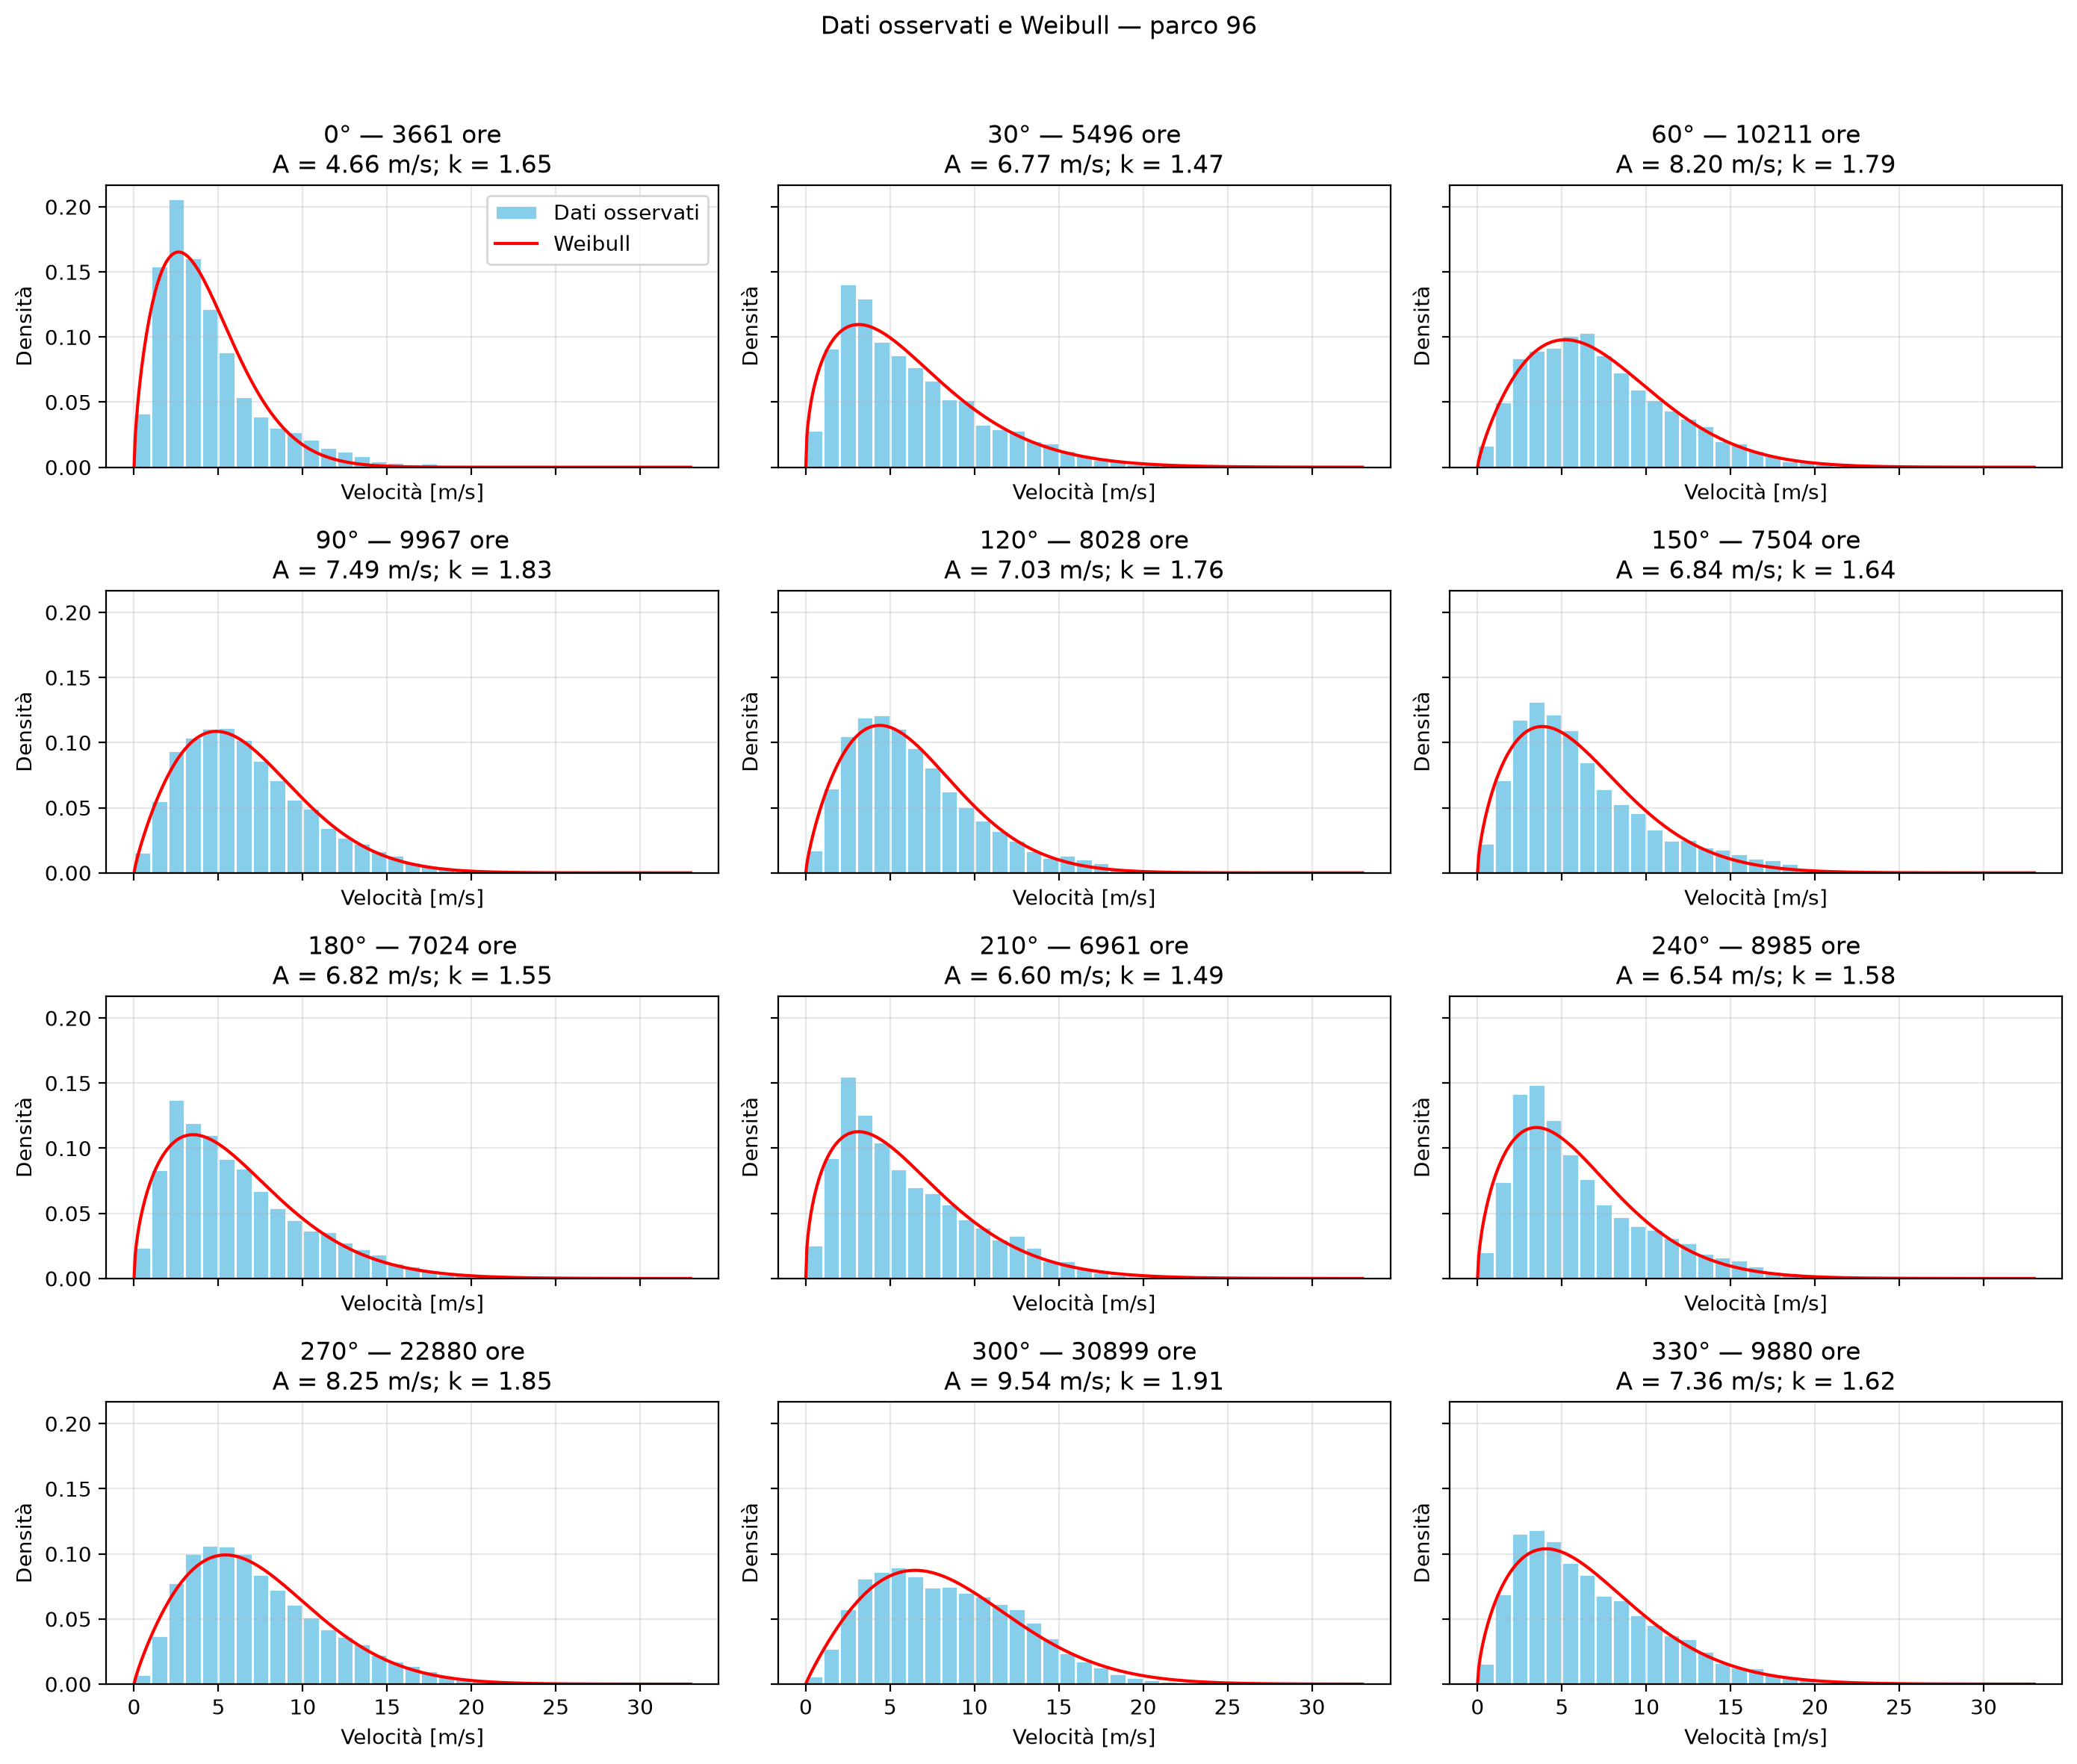 Dati osservati e Weibull — parco 96
0° — 3661 ore
A = 4.66 m/s; k = 1.65
30° — 5496 ore
A = 6.77 m/s; k = 1.47
60° — 10211 ore
A = 8.20 m/s; k = 1.79
Dati osservati
Weibull
0.20
0.15
0.10
0.05
0.00
Densità
Densità
Densità
Velocità [m/s]
Velocità [m/s]
Velocità [m/s]
90° — 9967 ore
A = 7.49 m/s; k = 1.83
120° — 8028 ore
A = 7.03 m/s; k = 1.76
150° — 7504 ore
A = 6.84 m/s; k = 1.64
0.20
0.15
0.10
0.05
0.00
Densità
Densità
Densità
Velocità [m/s]
Velocità [m/s]
Velocità [m/s]
180° — 7024 ore
A = 6.82 m/s; k = 1.55
210° — 6961 ore
A = 6.60 m/s; k = 1.49
240° — 8985 ore
A = 6.54 m/s; k = 1.58
0.20
0.15
0.10
0.05
0.00
Densità
Densità
Densità
Velocità [m/s]
Velocità [m/s]
Velocità [m/s]
270° — 22880 ore
A = 8.25 m/s; k = 1.85
300° — 30899 ore
A = 9.54 m/s; k = 1.91
330° — 9880 ore
A = 7.36 m/s; k = 1.62
0.20
0.15
0.10
0.05
0.00
Densità
Densità
Densità
0 5 10 15 20 25 30
0 5 10 15 20 25 30
0 5 10 15 20 25 30
Velocità [m/s]
Velocità [m/s]
Velocità [m/s]